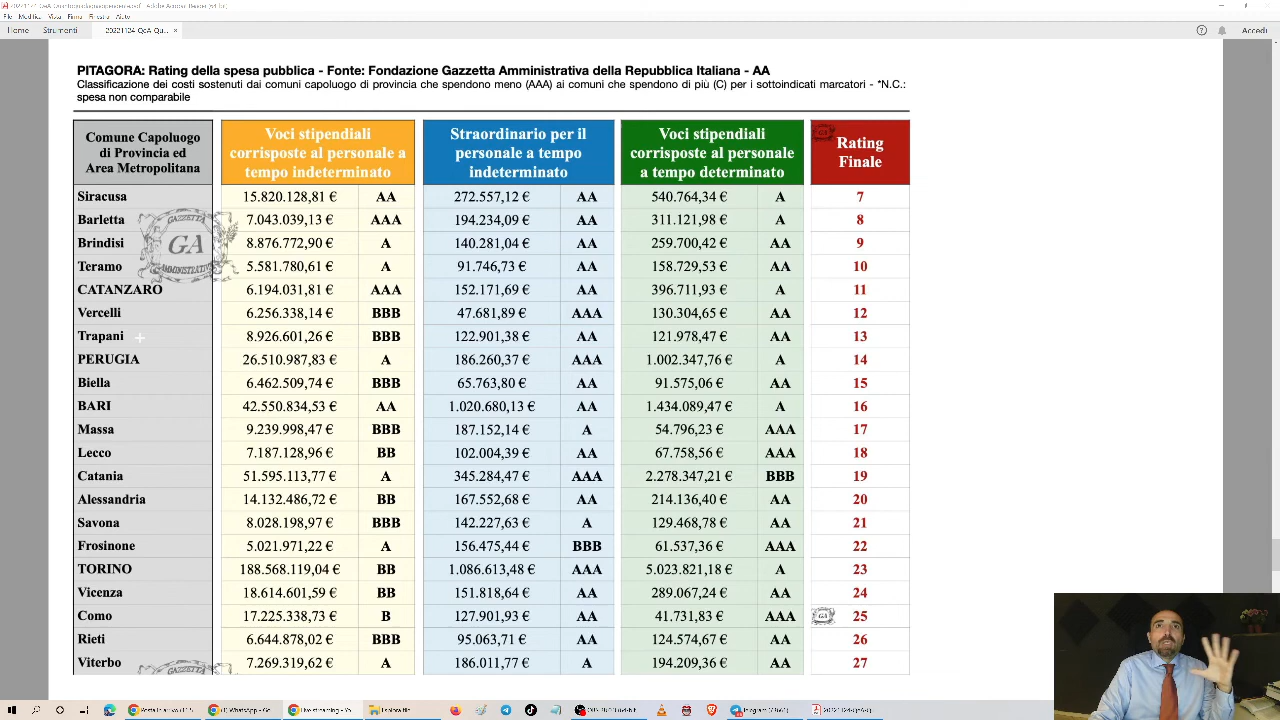 Home Strumenti 20221124-QeA-Qu... ×
Accedi
PITAGORA: Rating della spesa pubblica - Fonte: Fondazione Gazzetta Amministrativa della Repubblica Italiana - AA
Classificazione dei costi sostenuti dai comuni capoluogo di provincia che spendono meno (AAA) ai comuni che spendono di più (C) per i sottoindicati marcatori - *N.C.:
spesa non comparabile
Comune Capoluogo
di Provincia ed
Area Metropolitana
Voci stipendiali
corrisposte al personale a
tempo indeterminato
Straordinario per il
personale a tempo
indeterminato
Voci stipendiali
corrisposte al personale
a tempo determinato
Rating
Finale
Siracusa 15.820.128,81 € AA 272.557,12 € AA 540.764,34 € A 7
Barletta 7.043.039,13 € AAA 194.234,09 € AA 311.121,98 € A 8
Brindisi 8.876.772,90 € A 140.281,04 € AA 259.700,42 € AA 9
Teramo 5.581.780,61 € A 91.746,73 € AA 158.729,53 € AA 10
CATANZARO 6.194.031,81 € AAA 152.171,69 € AA 396.711,93 € A 11
Vercelli 6.256.338,14 € BBB 47.681,89 € AAA 130.304,65 € AA 12
Trapani 8.926.601,26 € BBB 122.901,38 € AA 121.978,47 € AA 13
PERUGIA 26.510.987,83 € A 186.260,37 € AAA 1.002.347,76 € A 14
Biella 6.462.509,74 € BBB 65.763,80 € AA 91.575,06 € AA 15
BARI 42.550.834,53 € AA 1.020.680,13 € AA 1.434.089,47 € A 16
Massa 9.239.998,47 € BBB 187.152,14 € A 54.796,23 € AAA 17
Lecco 7.187.128,96 € BB 102.004,39 € AA 67.758,56 € AAA 18
Catania 51.595.113,77 € A 345.284,47 € AAA 2.278.347,21 € BBB 19
Alessandria 14.132.486,72 € BB 167.552,68 € AA 214.136,40 € AA 20
Savona 8.028.198,97 € BBB 142.227,63 € A 129.468,78 € AA 21
Frosinone 5.021.971,22 € A 156.475,44 € BBB 61.537,36 € AAA 22
TORINO 188.568.119,04 € BB 1.086.613,48 € AAA 5.023.821,18 € A 23
Vicenza 18.614.601,59 € BB 151.818,64 € AA 289.067,24 € AA 24
Como 17.225.338,73 € B 127.901,93 € AA 41.731,83 € AAA 25
Rieti 6.644.878,02 € BBB 95.063,71 € AA 124.574,67 € AA 26
Viterbo 7.269.319,62 € A 186.011,77 € A 194.209,36 € AA 27
GAZZETTA
GA
AMMINISTRATIVA